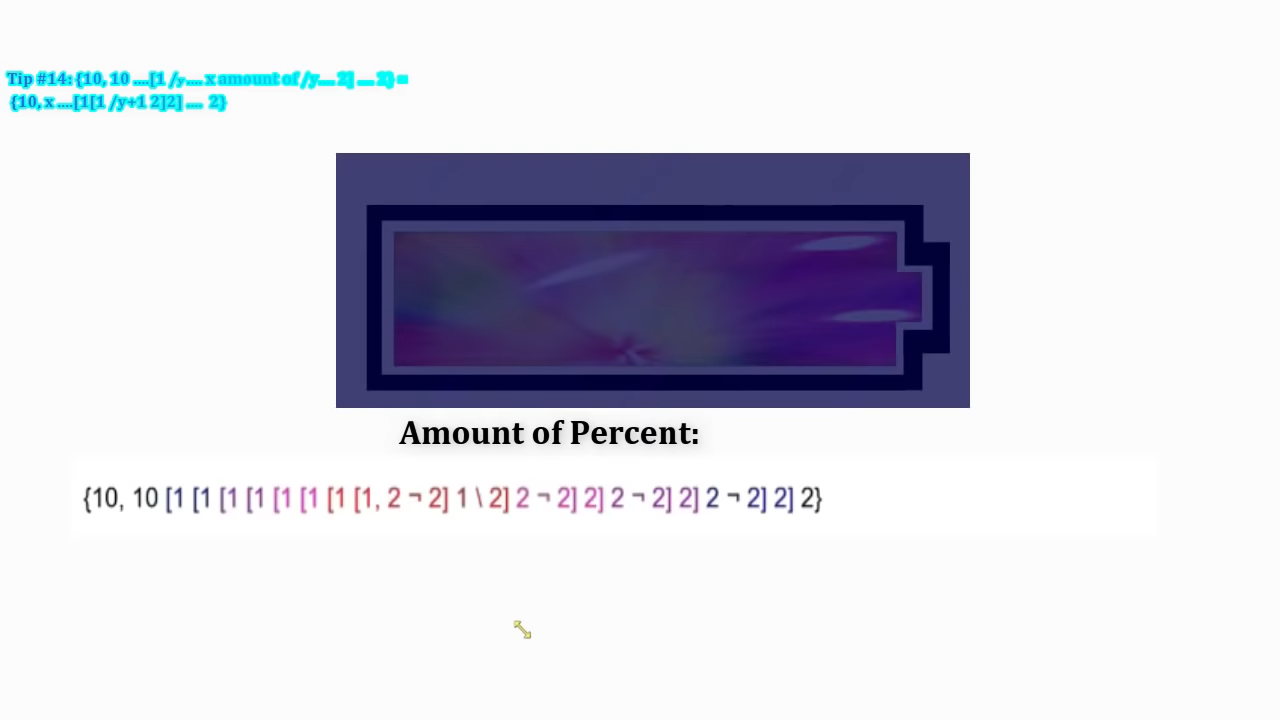 Tip #14: {10, 10 ....[1 /y.... x amount of /y.... 2] .... 2} =
{10, x ....[1[1 /y+1 2]2] .... 2}
Amount of Percent:
{10, 10 [1 [1 [1 [1 [1 [1 [1 [1, 2 ¬ 2] 1 \ 2] 2 ¬ 2] 2] 2 ¬ 2] 2] 2 ¬ 2] 2] 2}